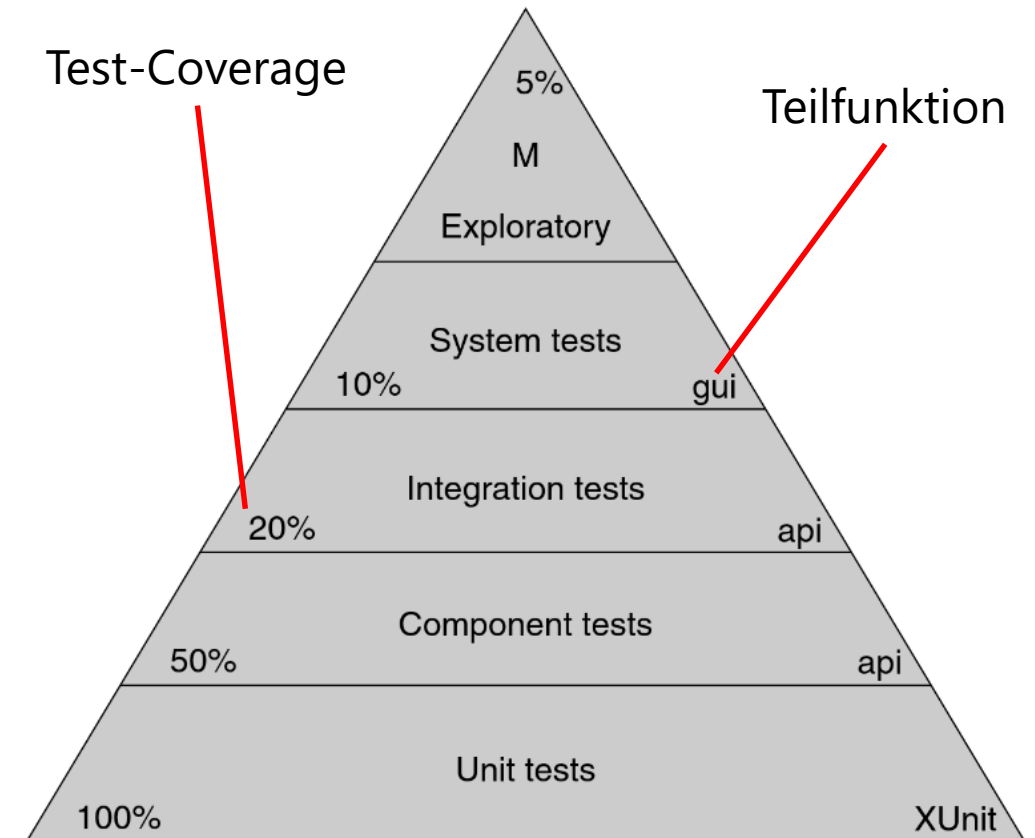 Test-Coverage
5%
Teilfunktion
M
Exploratory
System tests
10%
gui
Integration tests
20%
api
Component tests
50%
api
Unit tests
100%
XUnit